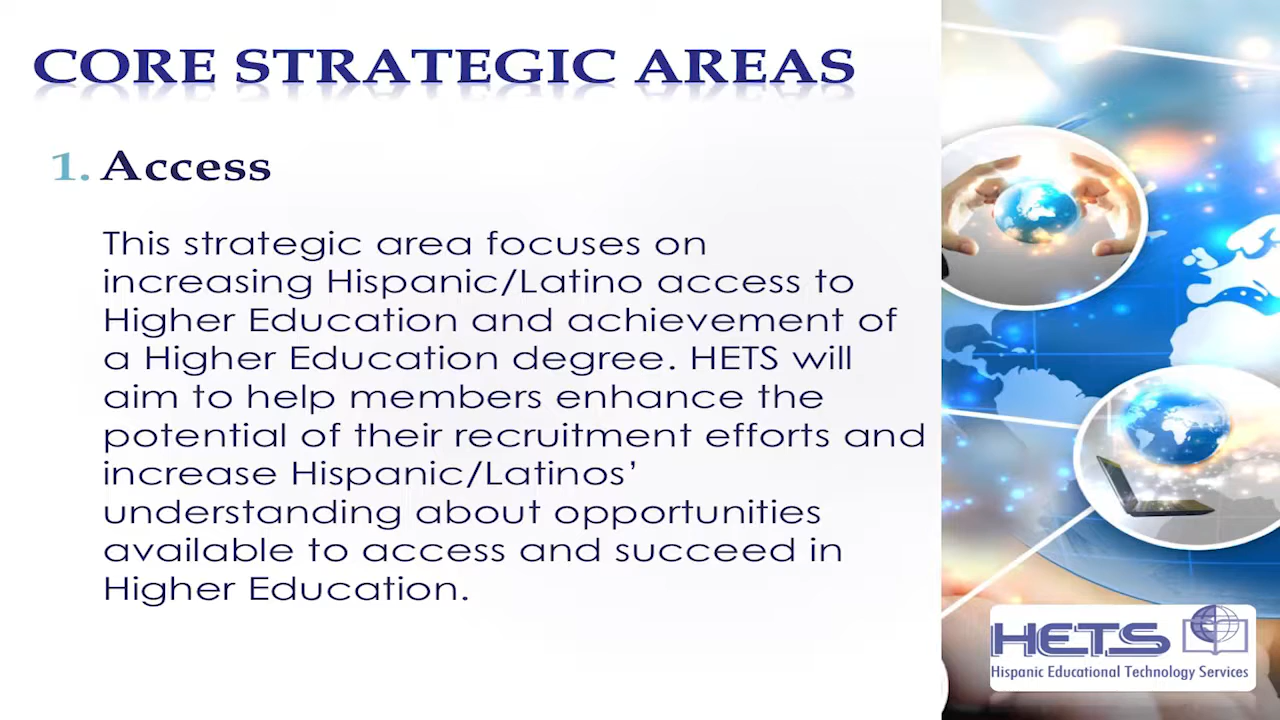 CORE STRATEGIC AREAS
1. Access
This strategic area focuses on
increasing Hispanic/Latino access to
Higher Education and achievement of
a Higher Education degree. HETS will
aim to help members enhance the
potential of their recruitment efforts and
increase Hispanic/Latinos’
understanding about opportunities
available to access and succeed in
Higher Education.
HETS
Hispanic Educational Technology Services